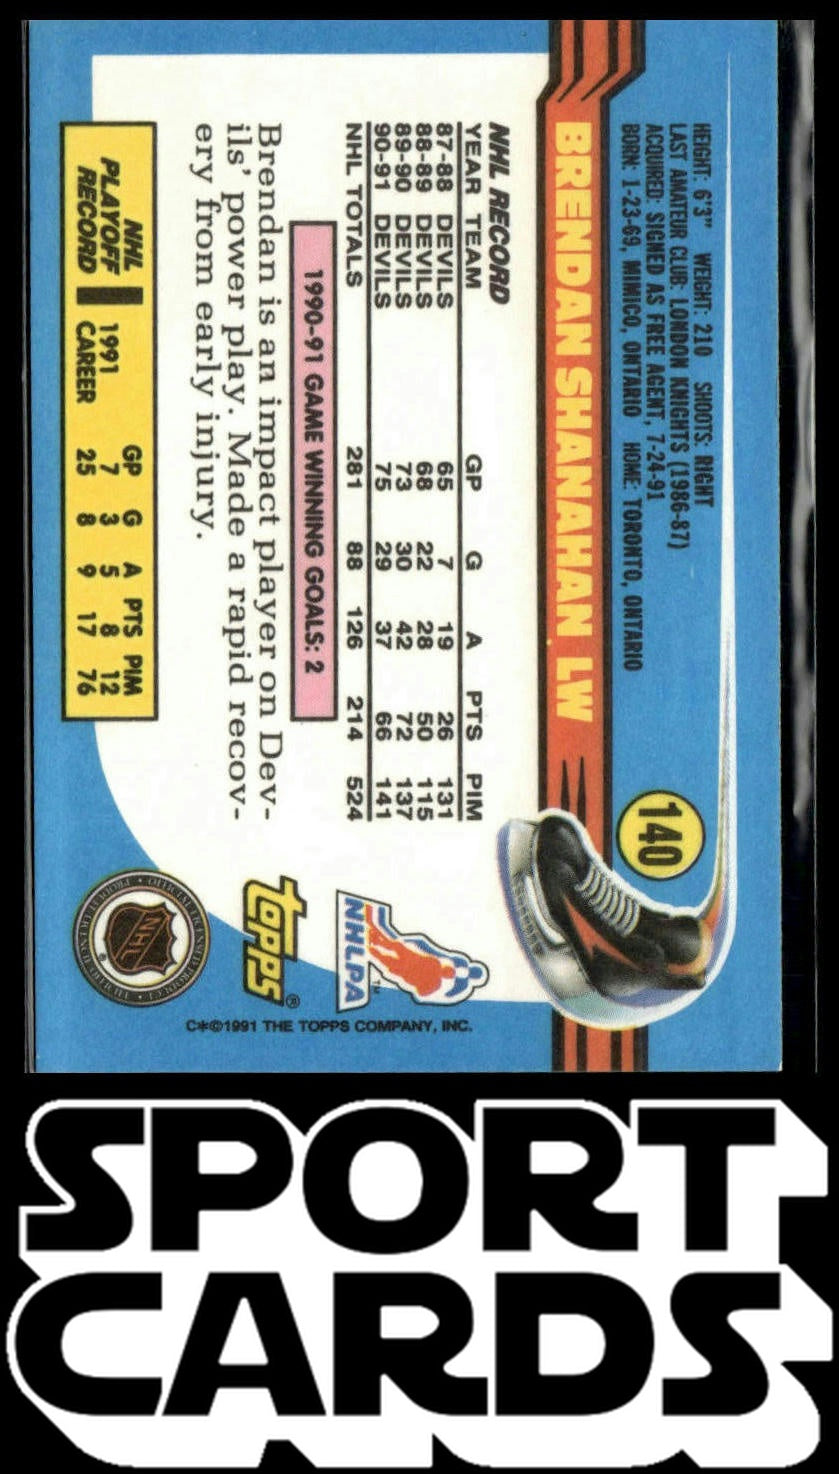 140
HEIGHT: 6'3" WEIGHT: 210 SHOOTS: RIGHT
LAST AMATEUR CLUB: LONDON KNIGHTS (1986-87)
ACQUIRED: SIGNED AS FREE AGENT, 7-24-91
BORN: 1-23-69, MIMICO, ONTARIO HOME: TORONTO, ONTARIO
BRENDAN SHANAHAN LW
NHL RECORD
YEAR TEAM GP G A PTS PIM
87-88 DEVILS 65 7 19 26 131
88-89 DEVILS 68 22 28 50 115
89-90 DEVILS 73 30 42 72 137
90-91 DEVILS 75 29 37 66 141
NHL TOTALS 281 88 126 214 524
1990-91 GAME WINNING GOALS: 2
Brendan is an impact player on Dev-
ils' power play. Made a rapid recov-
ery from early injury.
NHL
PLAYOFF
RECORD
GP G A PTS PIM
1991 7 3 5 8 12
CAREER 25 8 9 17 76
NHLPA™
TOPPS®
NHL
®
C*©1991 THE TOPPS COMPANY, INC.
SPORT
CARDS